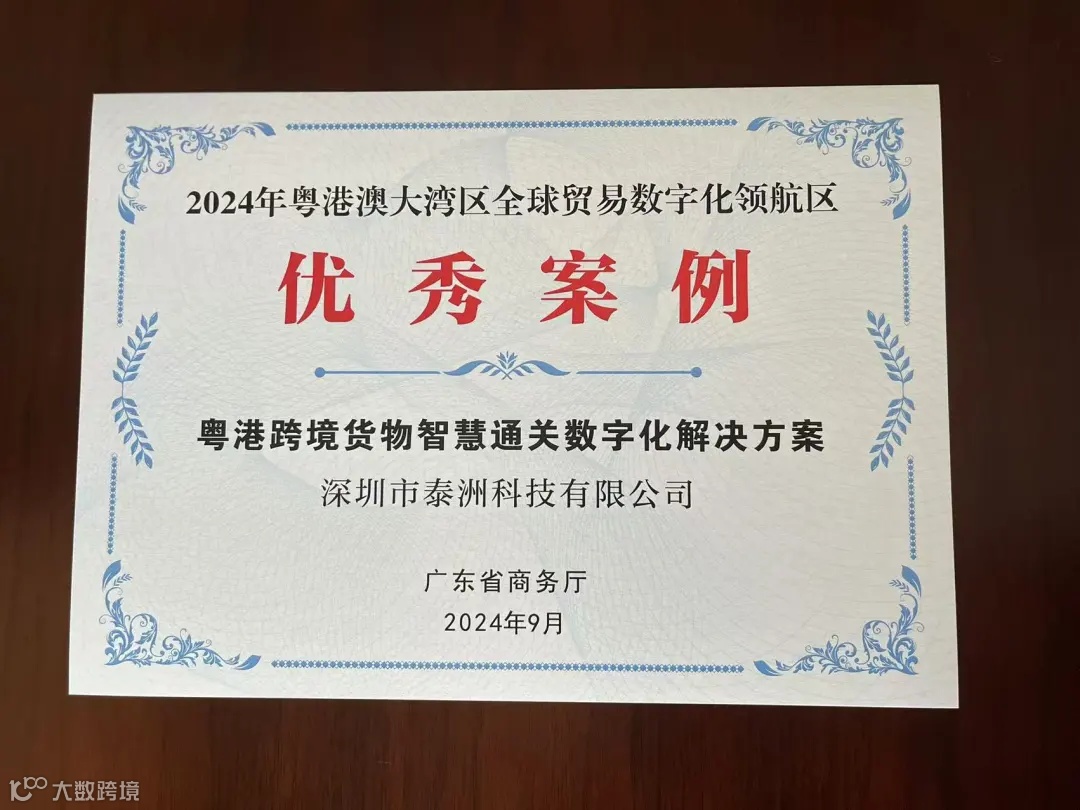 2024年粤港澳大湾区全球贸易数字化领航区
优秀案例
粤港跨境货物智慧通关数字化解决方案
深圳市泰洲科技有限公司
广东省商务厅
2024年9月
大数跨境